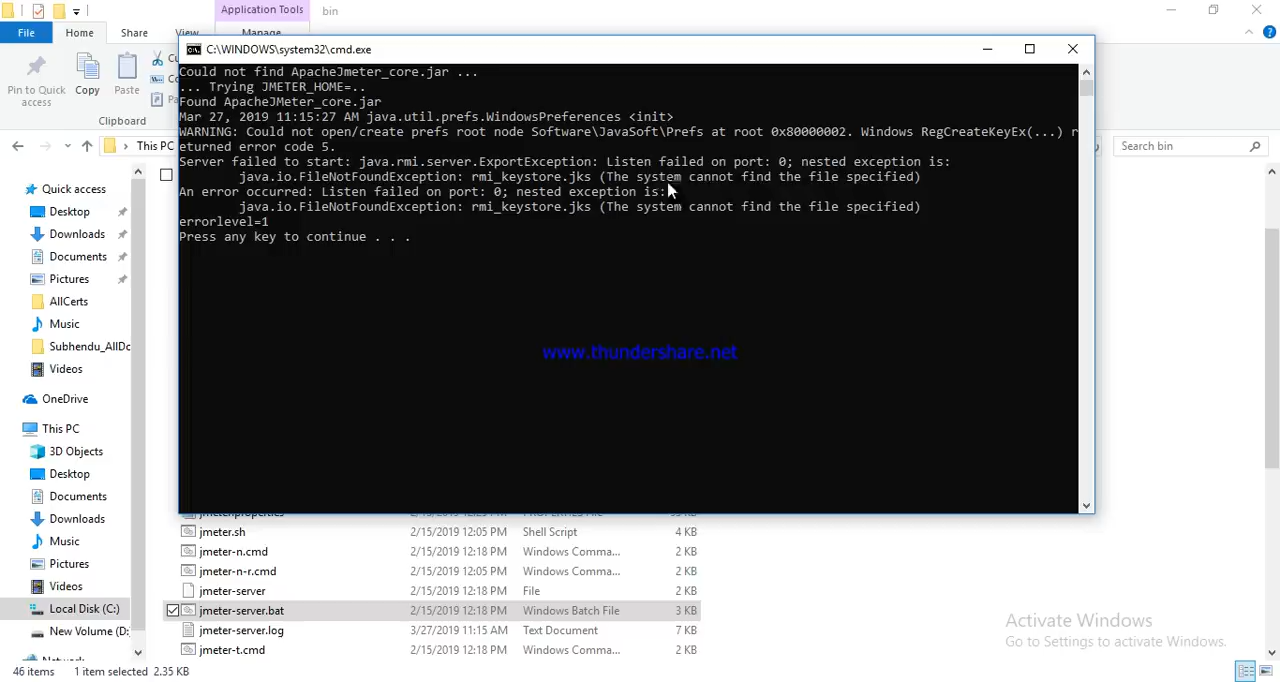 Application Tools
bin
File
Home
Share
View
Manage
Pin to Quick
access
Copy
Paste
Clipboard
This PC
Search bin
C:\WINDOWS\system32\cmd.exe
Could not find ApacheJmeter_core.jar ...
... Trying JMETER_HOME=..
Found ApacheJMeter_core.jar
Mar 27, 2019 11:15:27 AM java.util.prefs.WindowsPreferences <init>
WARNING: Could not open/create prefs root node Software\JavaSoft\Prefs at root 0x80000002. Windows RegCreateKeyEx(...) r
eturned error code 5.
Server failed to start: java.rmi.server.ExportException: Listen failed on port: 0; nested exception is:
java.io.FileNotFoundException: rmi_keystore.jks (The system cannot find the file specified)
An error occurred: Listen failed on port: 0; nested exception is:
java.io.FileNotFoundException: rmi_keystore.jks (The system cannot find the file specified)
errorlevel=1
Press any key to continue . . .
www.thundershare.net
Quick access
Desktop
Downloads
Documents
Pictures
AllCerts
Music
Subhendu_AllDo
Videos
OneDrive
This PC
3D Objects
Desktop
Documents
Downloads
Music
Pictures
Videos
Local Disk (C:)
New Volume (D:
jmeter.sh 2/15/2019 12:05 PM Shell Script 4 KB
jmeter-n.cmd 2/15/2019 12:18 PM Windows Comma... 2 KB
jmeter-n-r.cmd 2/15/2019 12:18 PM Windows Comma... 2 KB
jmeter-server 2/15/2019 12:18 PM File 2 KB
jmeter-server.bat 2/15/2019 12:18 PM Windows Batch File 3 KB
jmeter-server.log 3/27/2019 11:15 AM Text Document 7 KB
jmeter-t.cmd 2/15/2019 12:18 PM Windows Comma... 2 KB
Activate Windows
Go to Settings to activate Windows.
46 items 1 item selected 2.35 KB